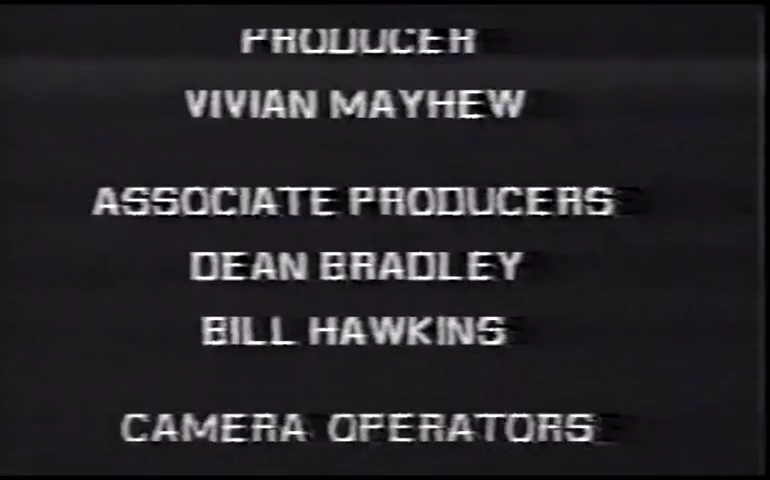 PRODUCER
VIVIAN MAYHEW
ASSOCIATE PRODUCERS
DEAN BRADLEY
BILL HAWKINS
CAMERA OPERATORS